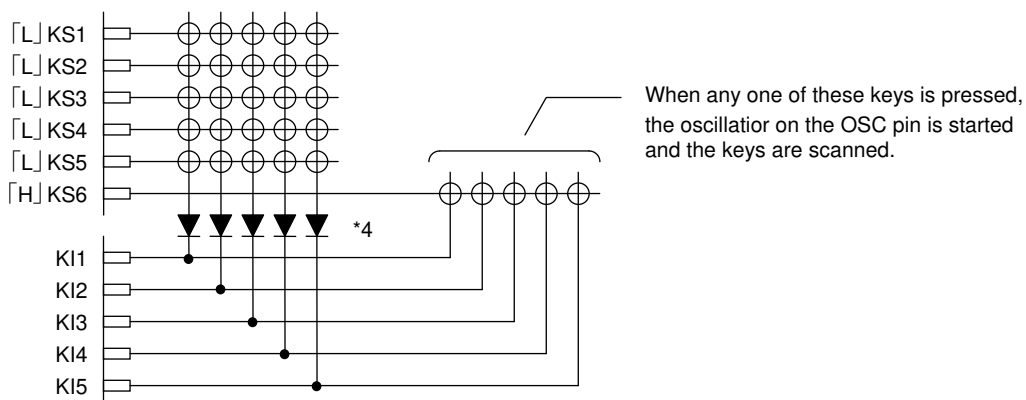 「L」KS1
「L」KS2
「L」KS3
「L」KS4
「L」KS5
「H」KS6
When any one of these keys is pressed,
the oscillatior on the OSC pin is started
and the keys are scanned.
*4
KI1
KI2
KI3
KI4
KI5